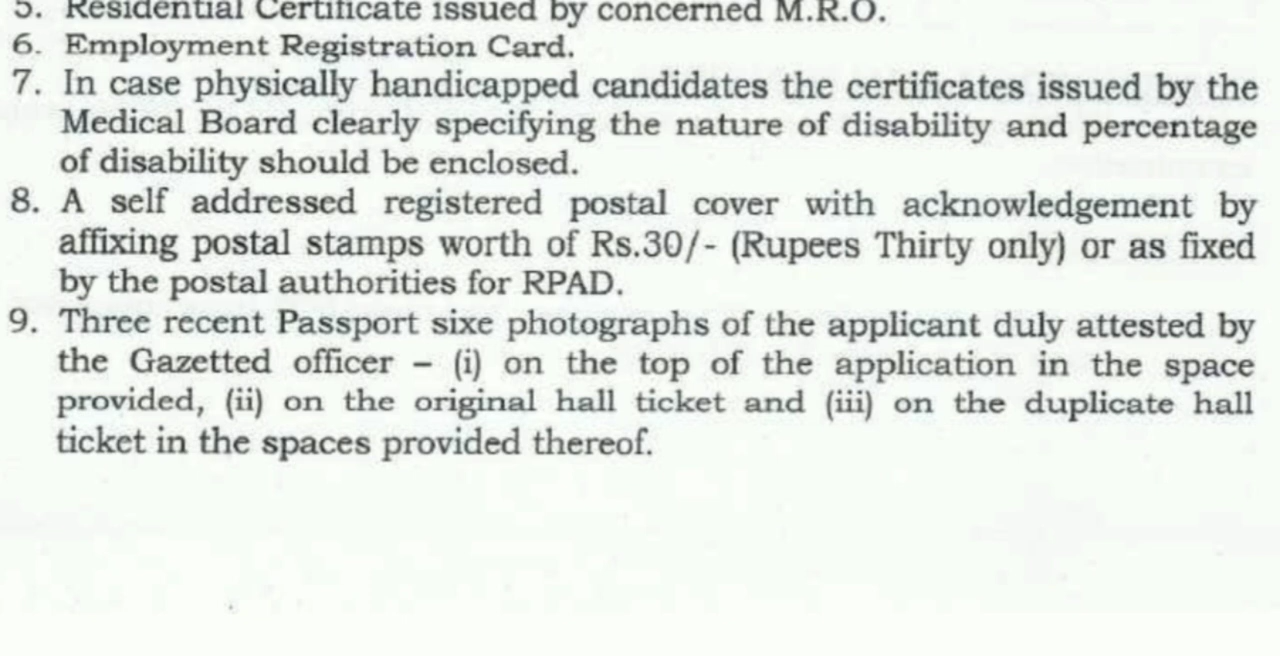 5. Residential Certificate issued by concerned M.R.O.
6. Employment Registration Card.
7. In case physically handicapped candidates the certificates issued by the
Medical Board clearly specifying the nature of disability and percentage
of disability should be enclosed.
8. A self addressed registered postal cover with acknowledgement by
affixing postal stamps worth of Rs.30/- (Rupees Thirty only) or as fixed
by the postal authorities for RPAD.
9. Three recent Passport sixe photographs of the applicant duly attested by
the Gazetted officer – (i) on the top of the application in the space
provided, (ii) on the original hall ticket and (iii) on the duplicate hall
ticket in the spaces provided thereof.